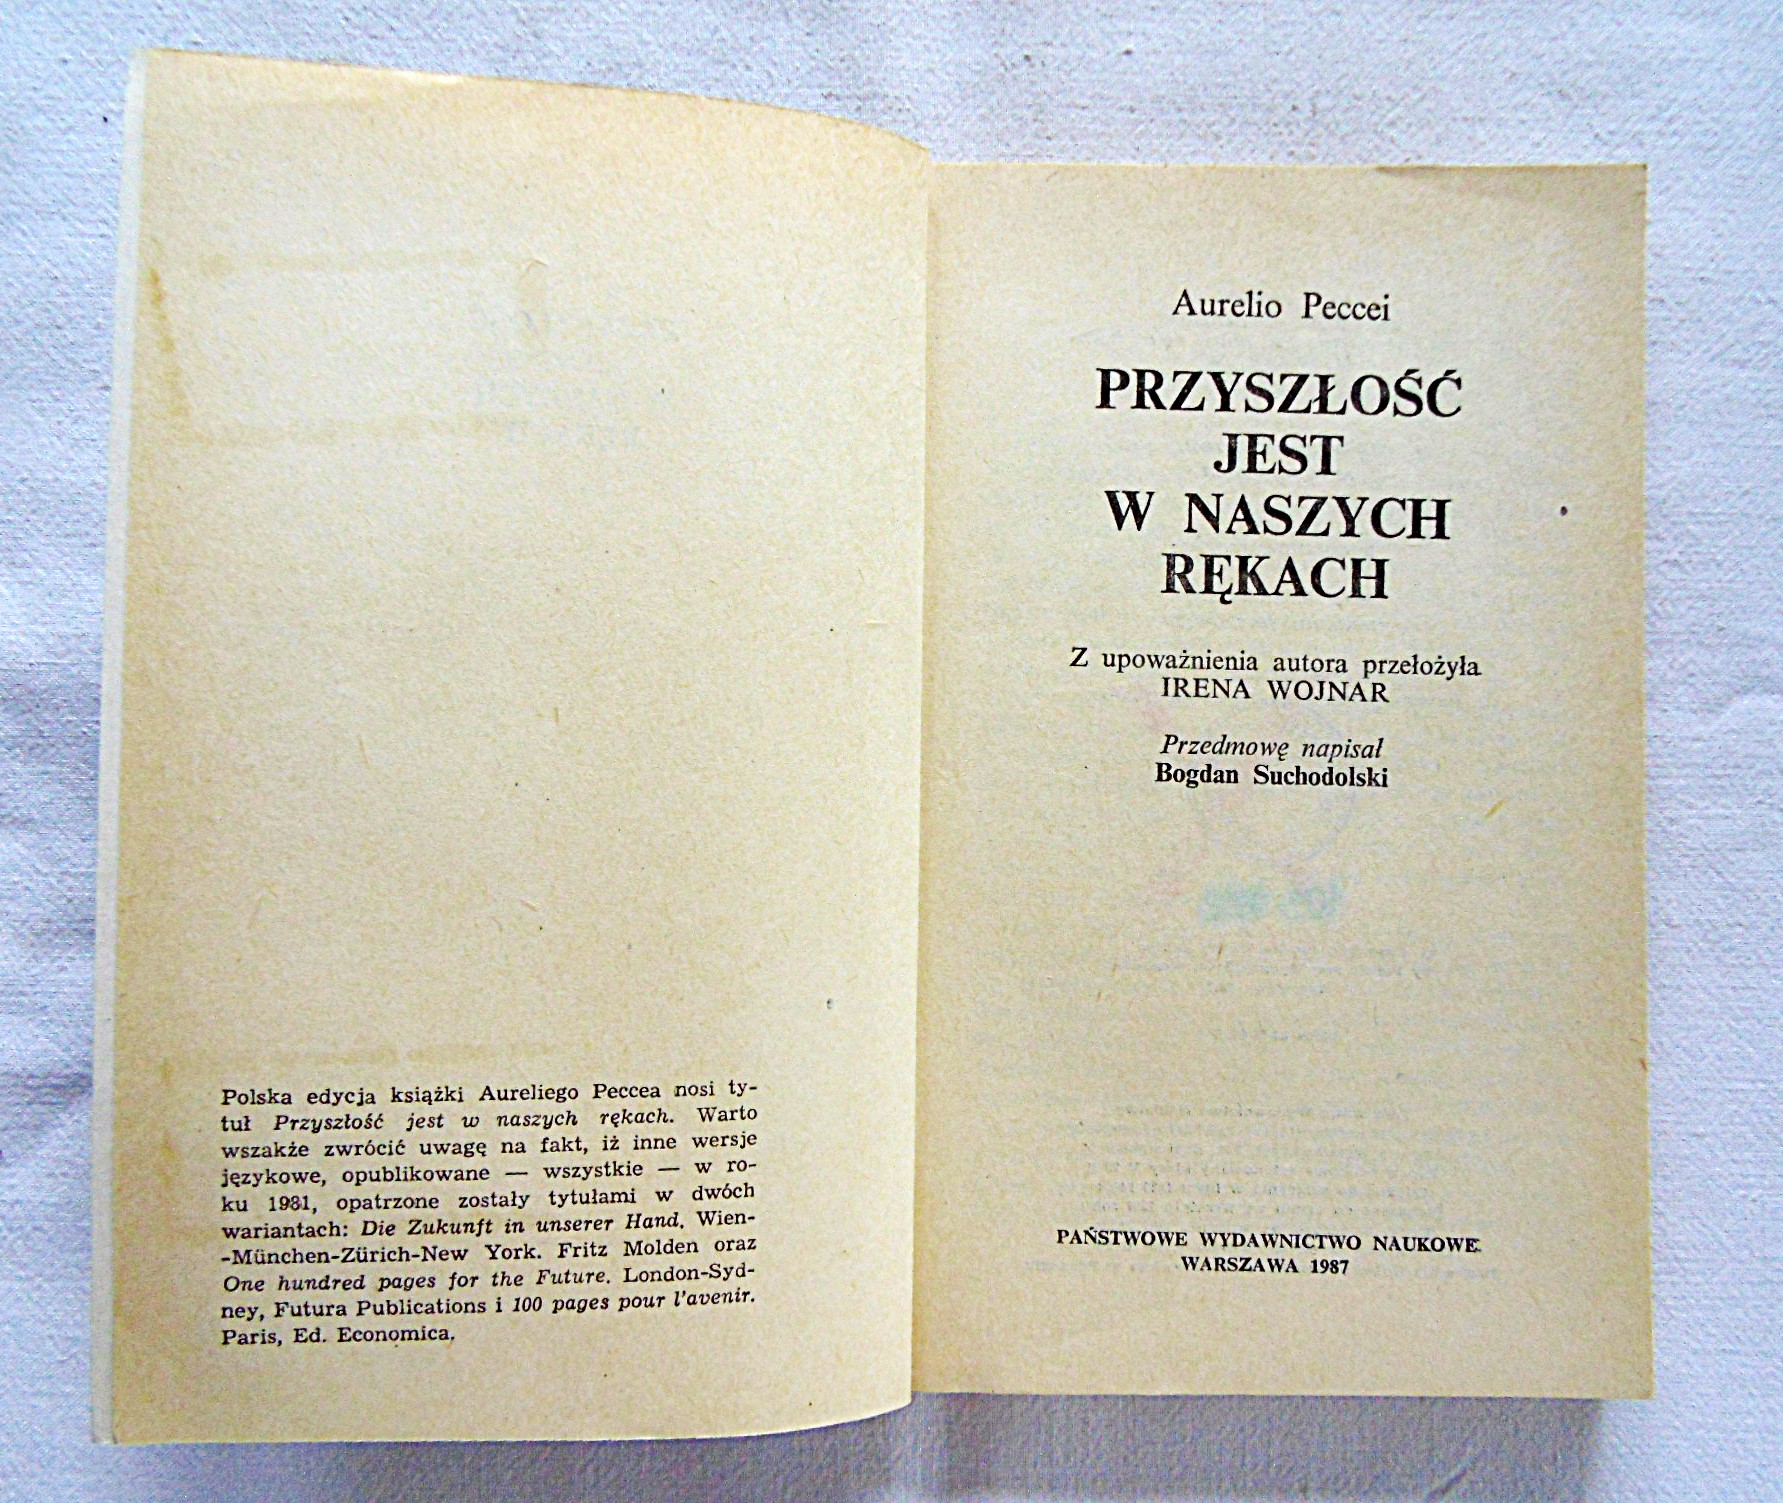 Polska edycja książki Aureliego Peccea nosi ty-
tuł Przyszłość jest w naszych rękach. Warto
wszakże zwrócić uwagę na fakt, iż inne wersje
językowe, opublikowane — wszystkie — w ro-
ku 1981, opatrzone zostały tytułami w dwóch
wariantach: Die Zukunft in unserer Hand. Wien-
-München-Zürich-New York. Fritz Molden oraz
One hundred pages for the Future. London-Syd-
ney, Futura Publications i 100 pages pour l'avenir.
Paris, Ed. Economica.
Aurelio Peccei
PRZYSZŁOŚĆ
JEST
W NASZYCH
RĘKACH
Z upoważnienia autora przełożyła
IRENA WOJNAR
Przedmowę napisał
Bogdan Suchodolski
PAŃSTWOWE WYDAWNICTWO NAUKOWE
WARSZAWA 1987